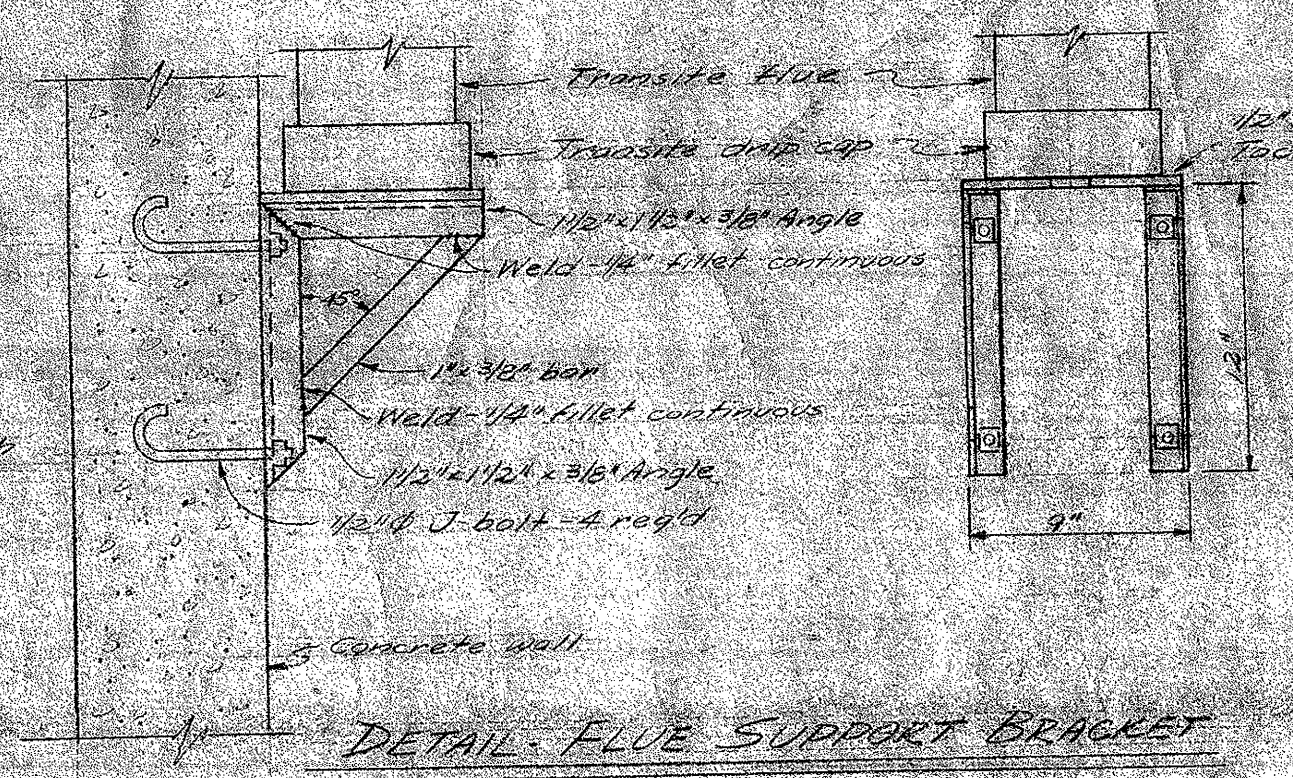 Transite flue
Transite drip cap
1/2"
1 1/2" x 1 1/2" x 3/8" Angle
Weld - 1/4" fillet continuous
45°
1" x 3/8" bar
Weld - 1/4" fillet continuous
12"
1 1/2" x 1 1/2" x 3/8" Angle
1/2" Φ J-bolt - 4 req'd
9"
Concrete wall
DETAIL - FLUE SUPPORT BRACKET